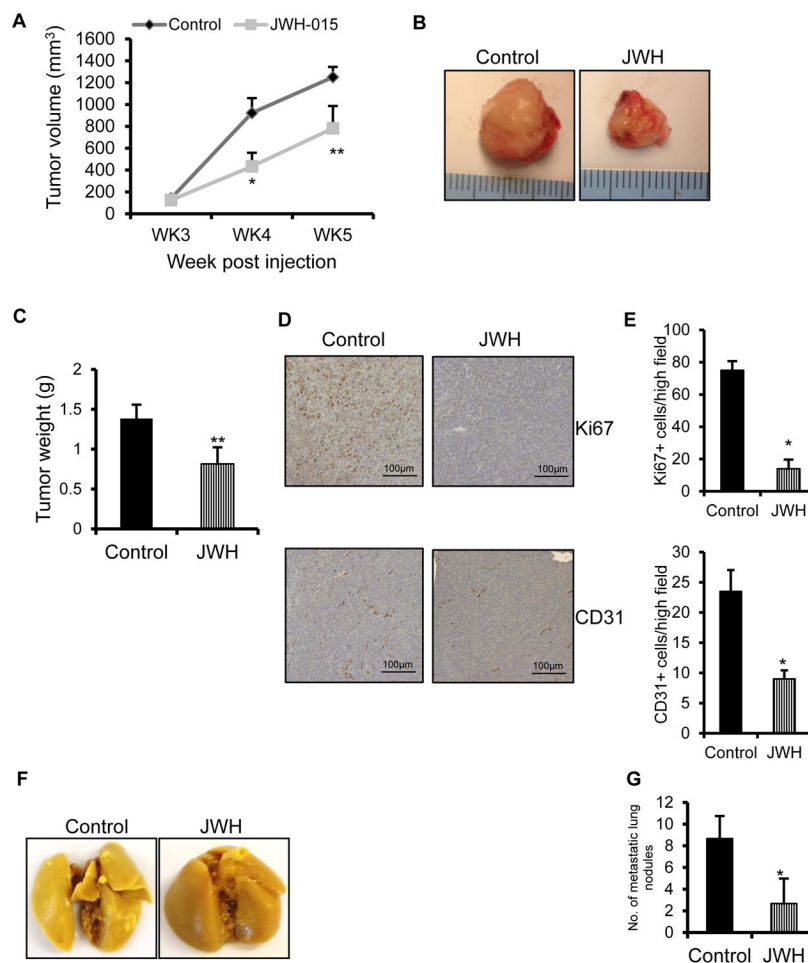 A
Control JWH-015
Tumor volume (mm³)
1600
1400
1200
1000
800
600
400
200
0
*
**
WK3 WK4 WK5
Week post injection
B
Control JWH
C
Tumor weight (g)
2
1.5
1
0.5
0
**
Control JWH
D
Control JWH
Ki67
100µm 100µm
CD31
100µm 100µm
E
Ki67+ cells/high field
100
80
60
40
20
0
*
Control JWH
CD31+ cells/high field
30
25
20
15
10
5
0
*
Control JWH
F
Control JWH
G
No. of metastatic lung
nodules
12
10
8
6
4
2
0
*
Control JWH